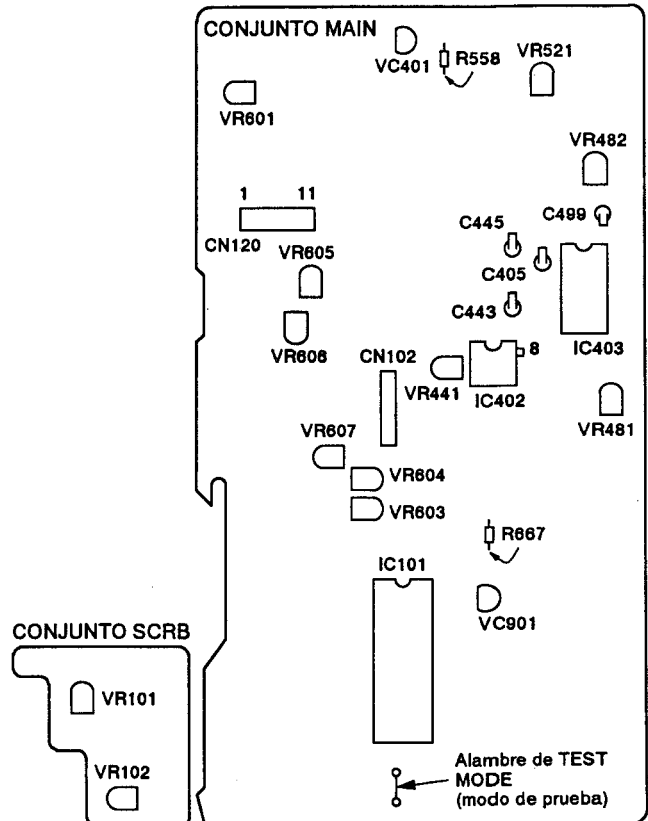 CONJUNTO MAIN
VC401
R558
VR521
VR601
VR482
1 11
CN120
C445
C499
VR605
C405
C443
VR606
CN102
8
IC403
VR441
IC402
VR481
VR607
VR604
VR603
R667
IC101
VC901
CONJUNTO SCRB
VR101
VR102
Alambre de TEST
MODE
(modo de prueba)